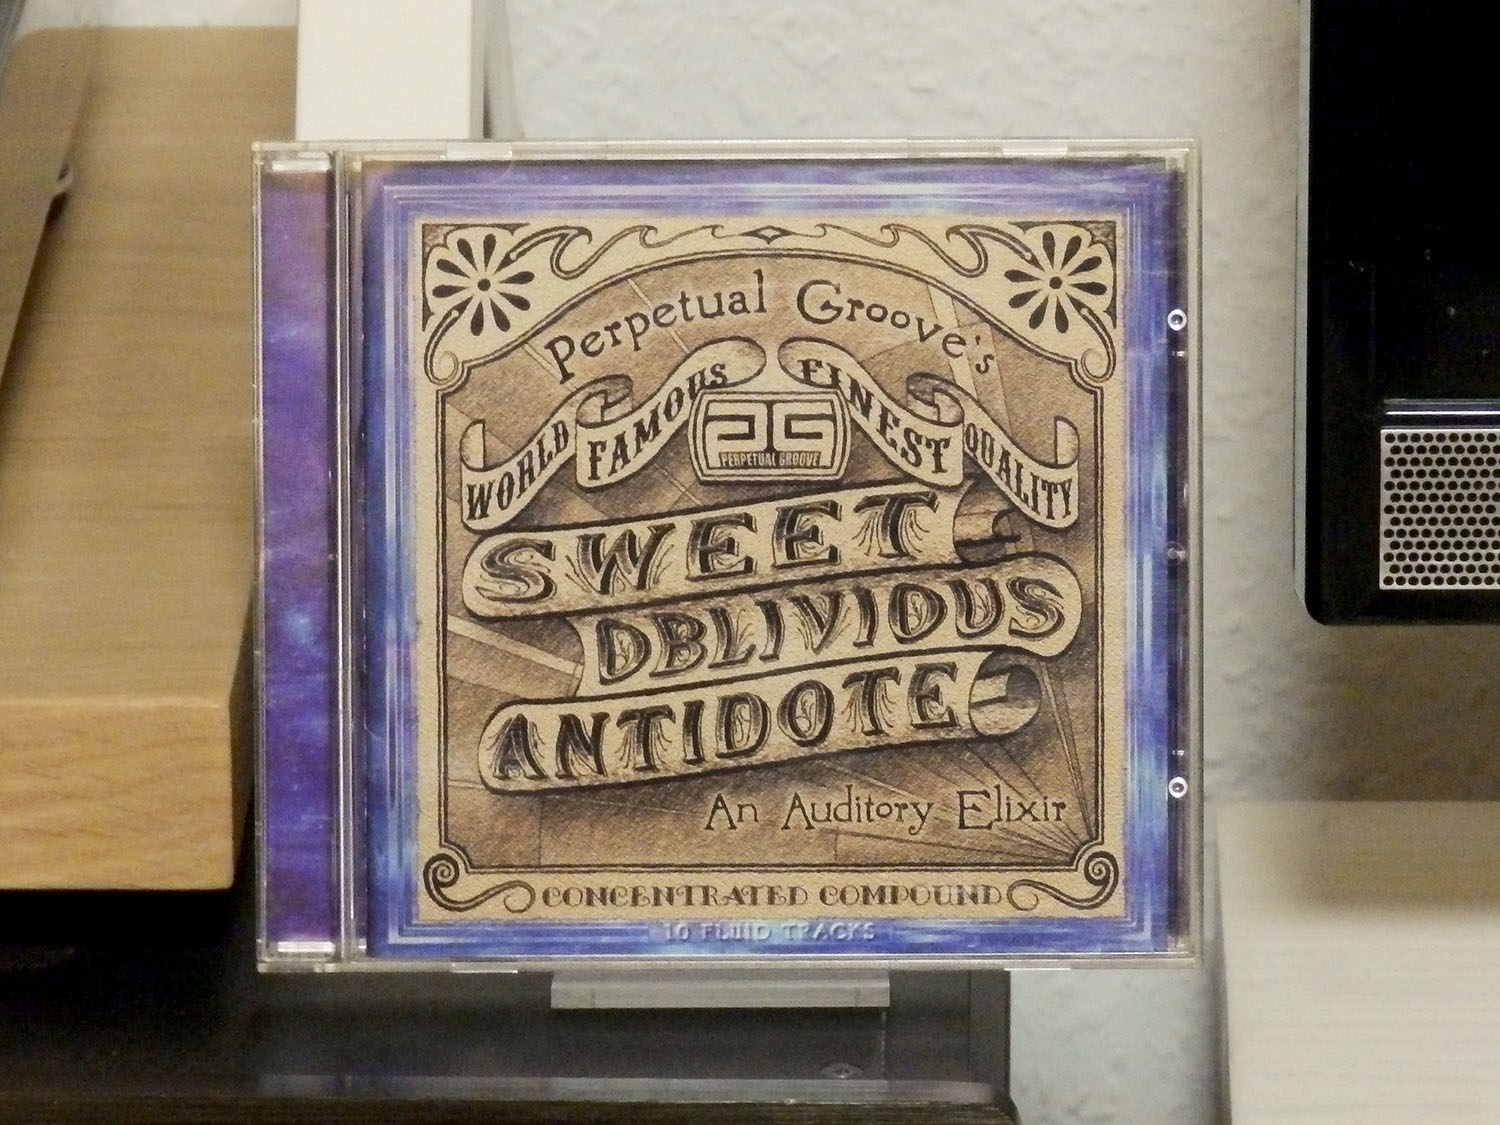 Perpetual Groove's
WORLD FAMOUS FINEST QUALITY
PG
PERPETUAL GROOVE
SWEET
OBLIVIOUS
ANTIDOTE
An Auditory Elixir
CONCENTRATED COMPOUND
10 FLUID TRACKS